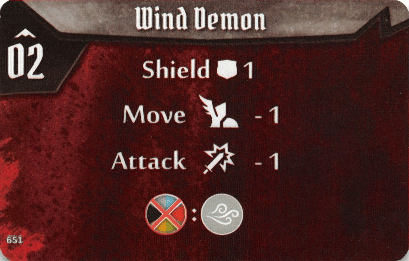 Wind Demon
02
Shield 1
Move - 1
Attack - 1
:
651